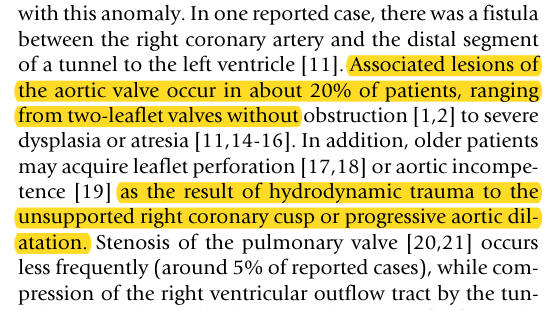 with this anomaly. In one reported case, there was a fistula
between the right coronary artery and the distal segment
of a tunnel to the left ventricle [11]. Associated lesions of
the aortic valve occur in about 20% of patients, ranging
from two-leaflet valves without obstruction [1,2] to severe
dysplasia or atresia [11,14-16]. In addition, older patients
may acquire leaflet perforation [17,18] or aortic incompe-
tence [19] as the result of hydrodynamic trauma to the
unsupported right coronary cusp or progressive aortic dil-
atation. Stenosis of the pulmonary valve [20,21] occurs
less frequently (around 5% of reported cases), while com-
pression of the right ventricular outflow tract by the tun-